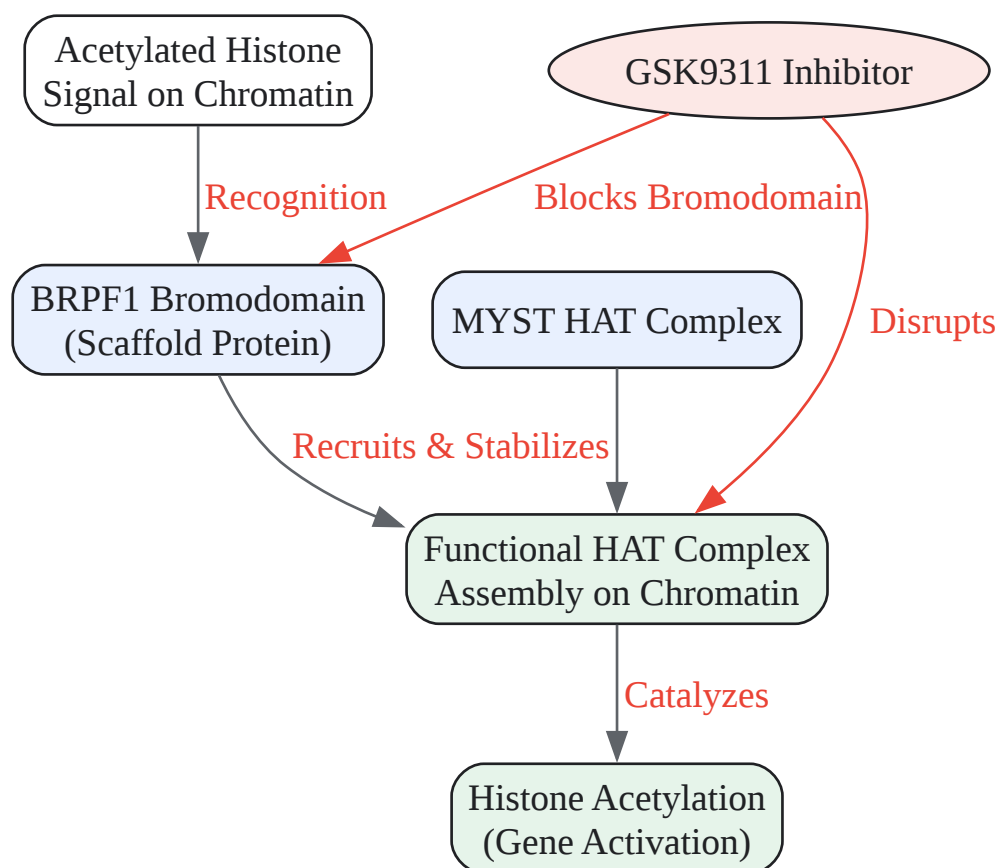 Acetylated Histone
Signal on Chromatin
GSK9311 Inhibitor
Recognition
Blocks Bromodomain
BRPF1 Bromodomain
(Scaffold Protein)
MYST HAT Complex
Disrupts
Recruits & Stabilizes
Functional HAT Complex
Assembly on Chromatin
Catalyzes
Histone Acetylation
(Gene Activation)